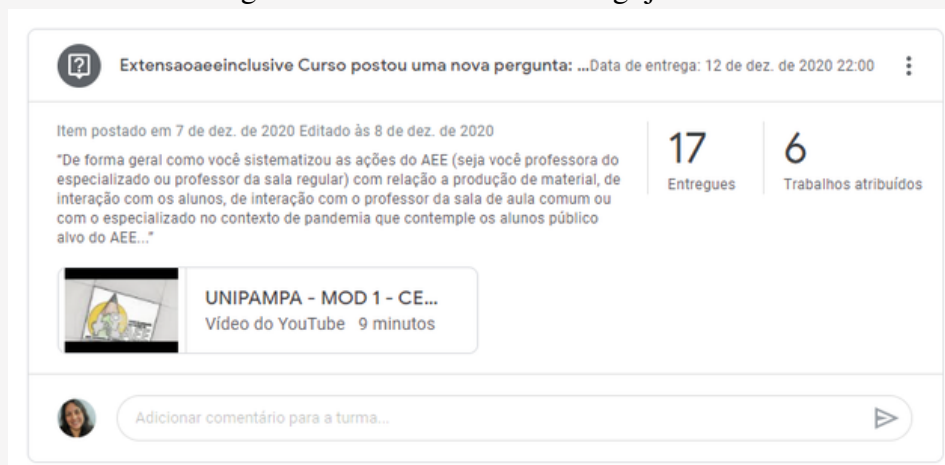 Extensaoaeeinclusive Curso postou uma nova pergunta: ...Data de entrega: 12 de dez. de 2020 22:00
Item postado em 7 de dez. de 2020 Editado às 8 de dez. de 2020
"De forma geral como você sistematizou as ações do AEE (seja você professora do
especializado ou professor da sala regular) com relação a produção de material, de
interação com os alunos, de interação com o professor da sala de aula comum ou
com o especializado no contexto de pandemia que contemple os alunos público
alvo do AEE..."
17
Entregues
6
Trabalhos atribuídos
UNIPAMPA - MOD 1 - CE...
Vídeo do YouTube 9 minutos
Adicionar comentário para a turma...